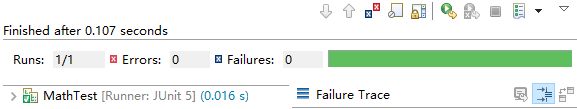 Finished after 0.107 seconds
Runs: 1/1 Errors: 0 Failures: 0
MathTest [Runner: JUnit 5] (0.016 s)
Failure Trace